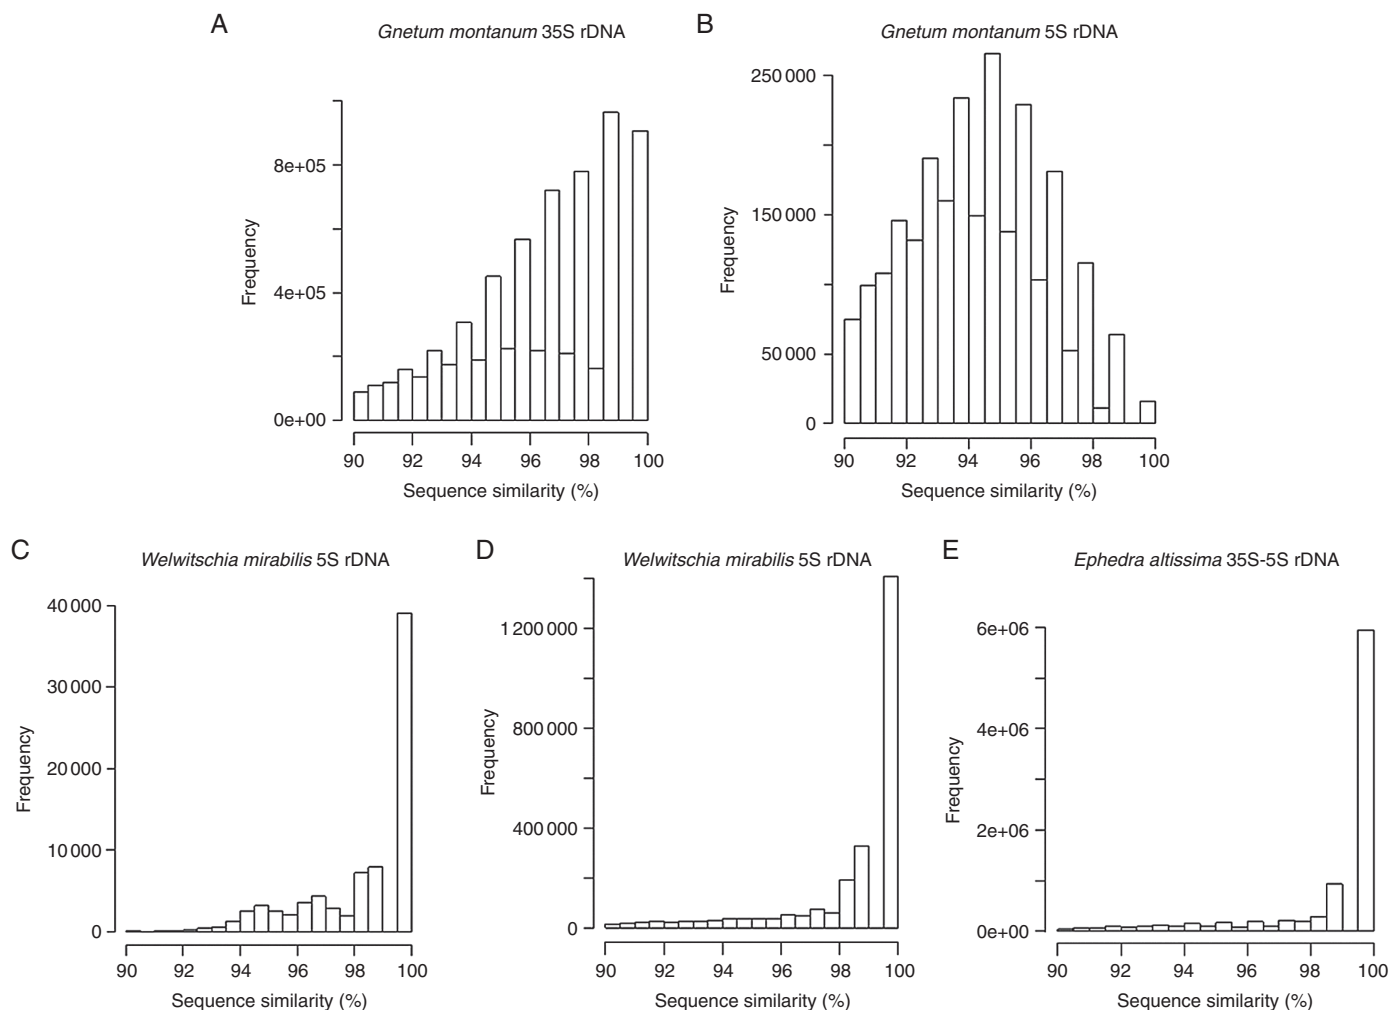 A
Gnetum montanum 35S rDNA
Frequency
8e+05
4e+05
0e+00
90 92 94 96 98 100
Sequence similarity (%)
B
Gnetum montanum 5S rDNA
Frequency
250 000
150 000
50 000
0
90 92 94 96 98 100
Sequence similarity (%)
C
Welwitschia mirabilis 5S rDNA
Frequency
40 000
30 000
20 000
10 000
0
90 92 94 96 98 100
Sequence similarity (%)
D
Welwitschia mirabilis 5S rDNA
Frequency
1200 000
800 000
400 000
0
90 92 94 96 98 100
Sequence similarity (%)
E
Ephedra altissima 35S-5S rDNA
Frequency
6e+06
4e+06
2e+06
0e+00
90 92 94 96 98 100
Sequence similarity (%)